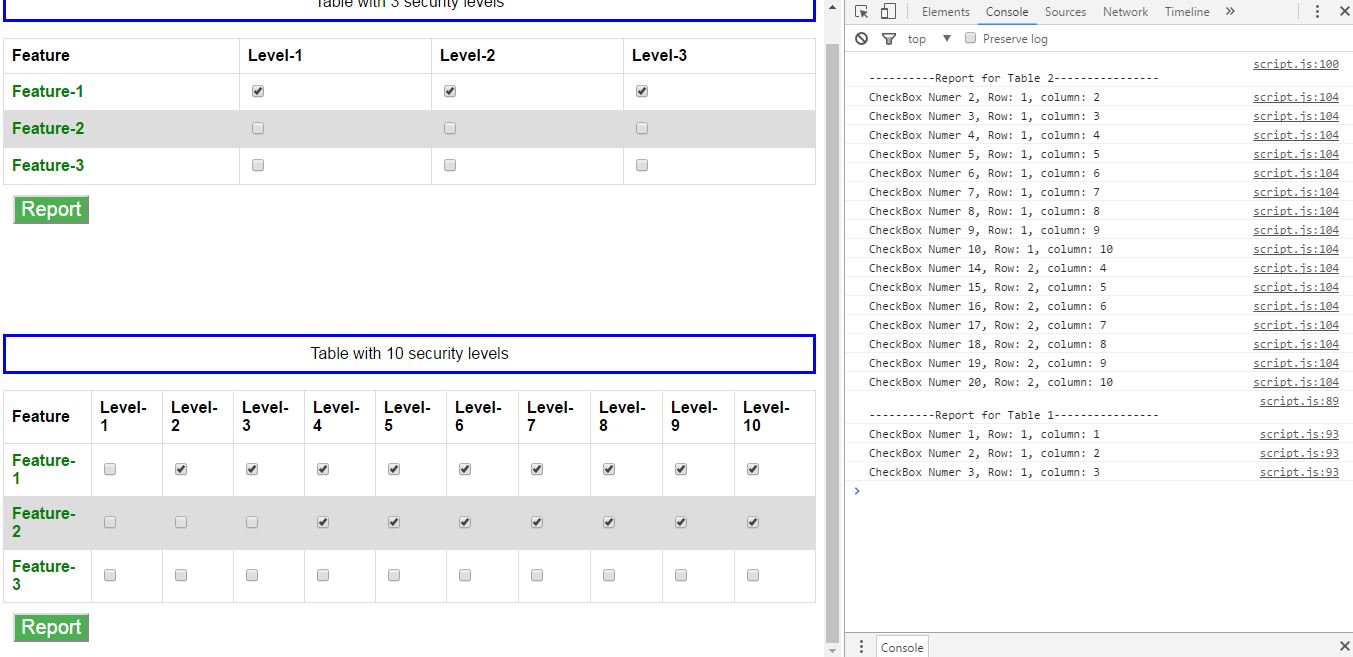 Table with 3 security levels
Feature Level-1 Level-2 Level-3
Feature-1
Feature-2
Feature-3
Report
Table with 10 security levels
Feature Level-1 Level-2 Level-3 Level-4 Level-5 Level-6 Level-7 Level-8 Level-9 Level-10
Feature-1
Feature-2
Feature-3
Report
Elements Console Sources Network Timeline »
top ▼ Preserve log
script.js:100
----------Report for Table 2----------------
CheckBox Numer 2, Row: 1, column: 2 script.js:104
CheckBox Numer 3, Row: 1, column: 3 script.js:104
CheckBox Numer 4, Row: 1, column: 4 script.js:104
CheckBox Numer 5, Row: 1, column: 5 script.js:104
CheckBox Numer 6, Row: 1, column: 6 script.js:104
CheckBox Numer 7, Row: 1, column: 7 script.js:104
CheckBox Numer 8, Row: 1, column: 8 script.js:104
CheckBox Numer 9, Row: 1, column: 9 script.js:104
CheckBox Numer 10, Row: 1, column: 10 script.js:104
CheckBox Numer 14, Row: 2, column: 4 script.js:104
CheckBox Numer 15, Row: 2, column: 5 script.js:104
CheckBox Numer 16, Row: 2, column: 6 script.js:104
CheckBox Numer 17, Row: 2, column: 7 script.js:104
CheckBox Numer 18, Row: 2, column: 8 script.js:104
CheckBox Numer 19, Row: 2, column: 9 script.js:104
CheckBox Numer 20, Row: 2, column: 10 script.js:104
script.js:89
----------Report for Table 1----------------
CheckBox Numer 1, Row: 1, column: 1 script.js:93
CheckBox Numer 2, Row: 1, column: 2 script.js:93
CheckBox Numer 3, Row: 1, column: 3 script.js:93
>
Console